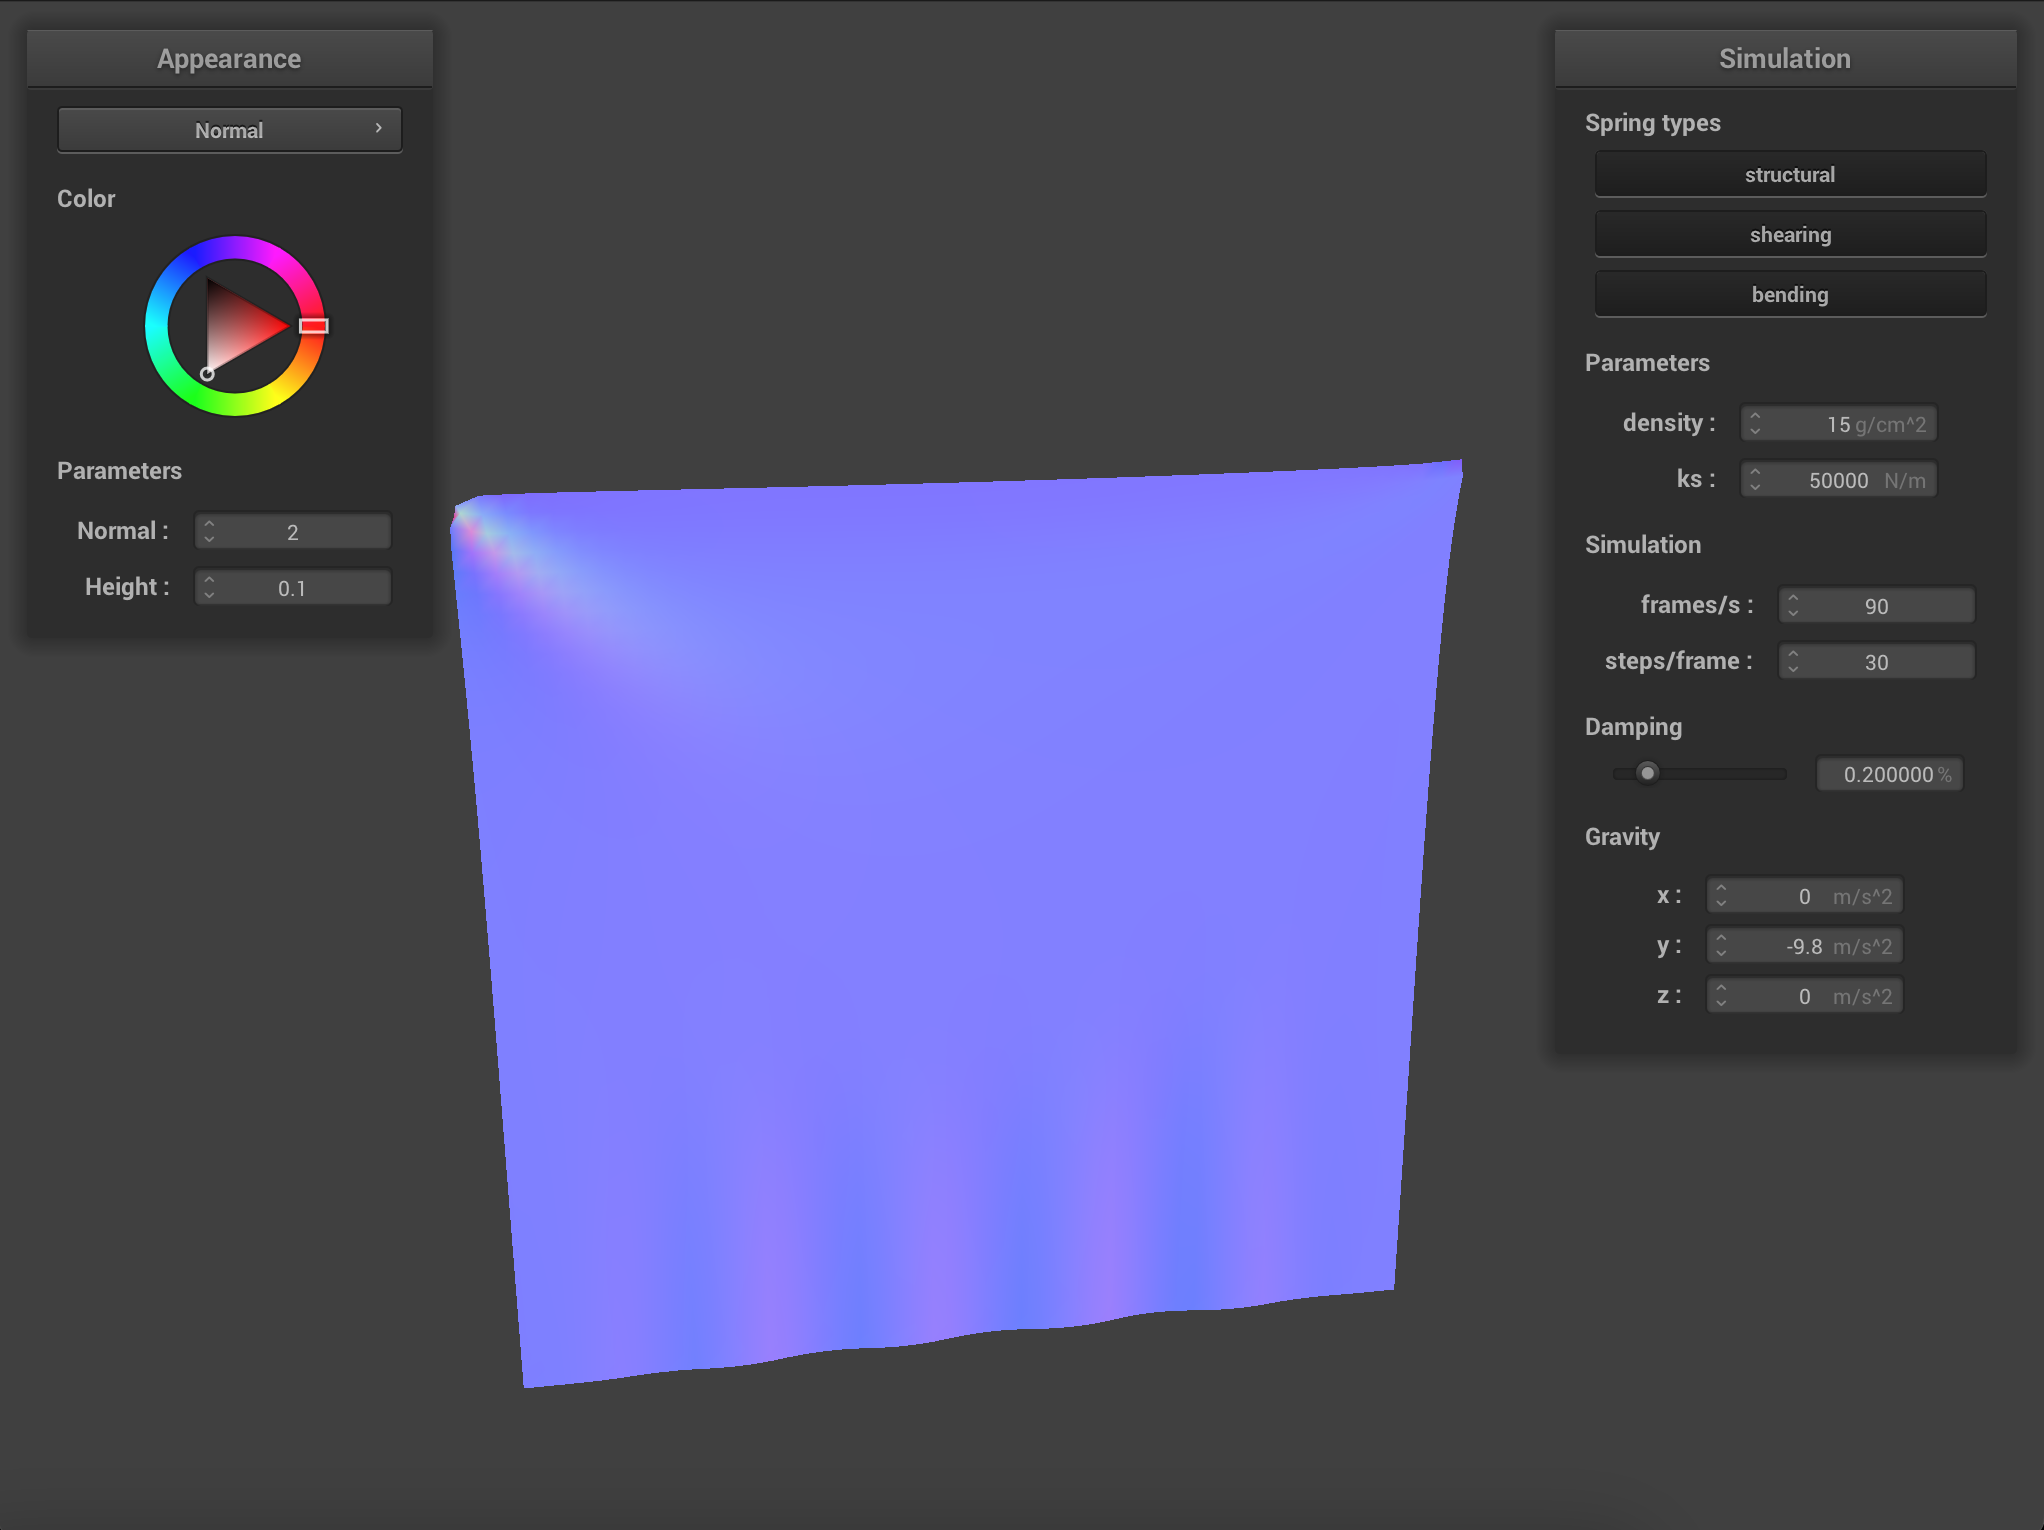 Appearance
Normal
Color
Parameters
Normal : 2
Height : 0.1
Simulation
Spring types
structural
shearing
bending
Parameters
density : 15 g/cm^2
ks : 50000 N/m
Simulation
frames/s : 90
steps/frame : 30
Damping
0.200000 %
Gravity
x : 0 m/s^2
y : -9.8 m/s^2
z : 0 m/s^2